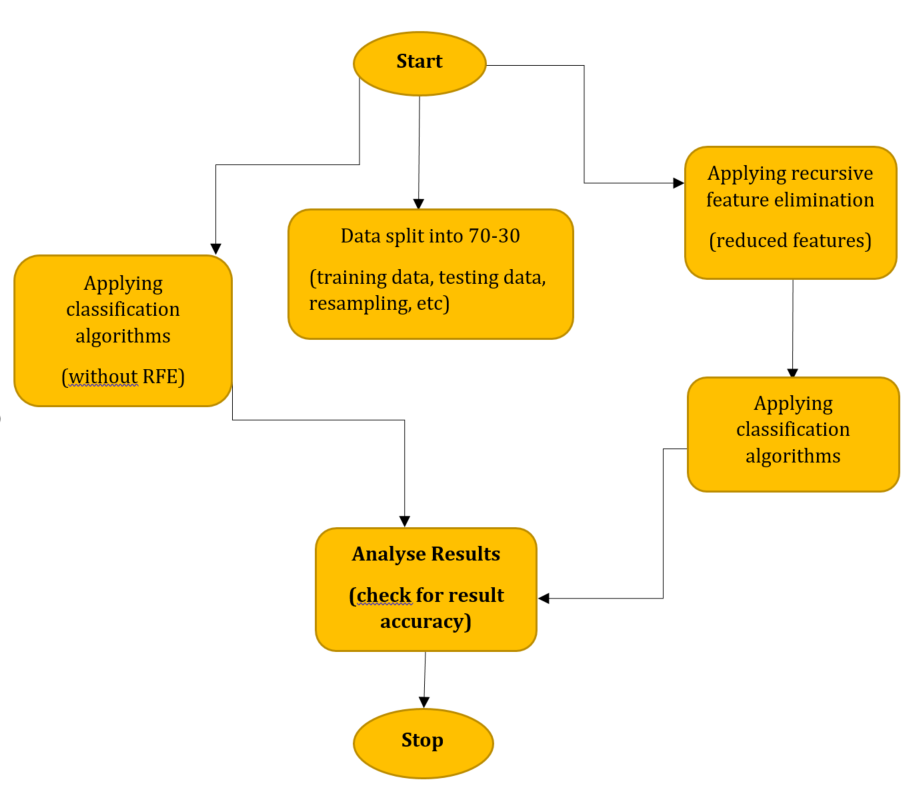 Start
Applying recursive
feature elimination
(reduced features)
Data split into 70-30
(training data, testing data,
resampling, etc)
Applying
classification
algorithms
(without RFE)
Applying
classification
algorithms
Analyse Results
(check for result
accuracy)
Stop